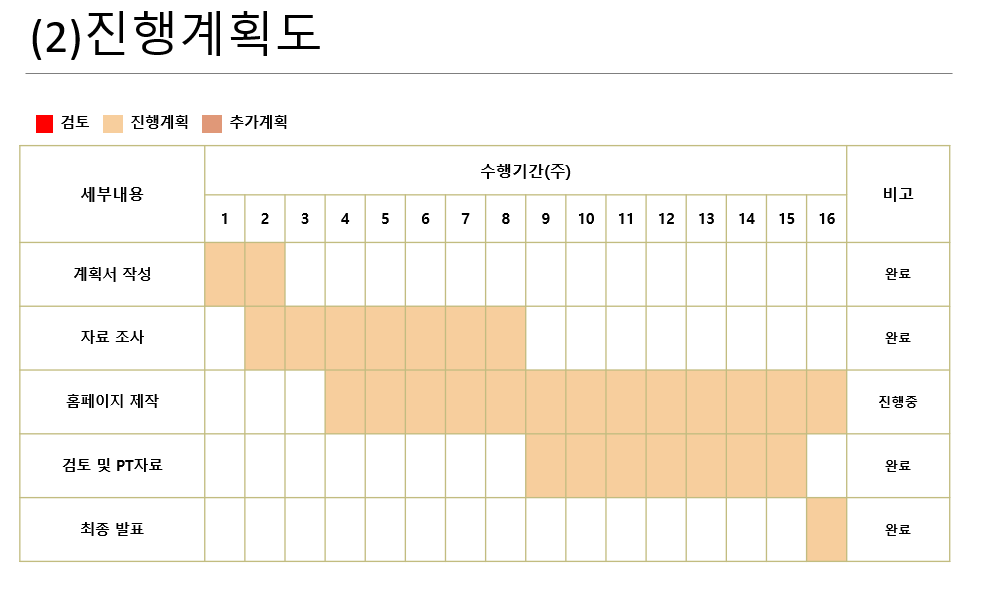 (2)진행계획도
검토 진행계획 추가계획
세부내용 수행기간(주) 비고
1 2 3 4 5 6 7 8 9 10 11 12 13 14 15 16
계획서 작성 완료
자료 조사 완료
홈페이지 제작 진행중
검토 및 PT자료 완료
최종 발표 완료